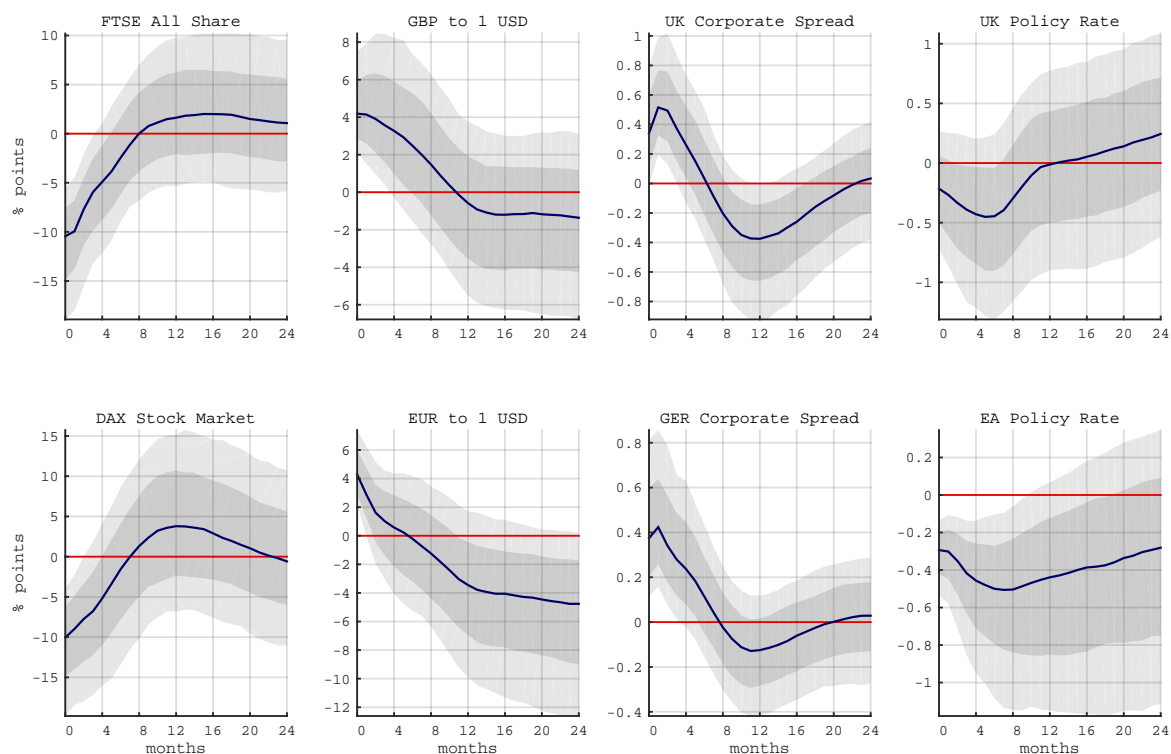 FTSE All Share
GBP to 1 USD
UK Corporate Spread
UK Policy Rate
% points
10
5
0
-5
-10
-15
0 4 8 12 16 20 24
8
6
4
2
0
-2
-4
-6
0 4 8 12 16 20 24
1
0.8
0.6
0.4
0.2
0
-0.2
-0.4
-0.6
-0.8
0 4 8 12 16 20 24
1
0.5
0
-0.5
-1
0 4 8 12 16 20 24
DAX Stock Market
EUR to 1 USD
GER Corporate Spread
EA Policy Rate
% points
15
10
5
0
-5
-10
-15
0 4 8 12 16 20 24
months
6
4
2
0
-2
-4
-6
-8
-10
-12
0 4 8 12 16 20 24
months
0.8
0.6
0.4
0.2
0
-0.2
-0.4
0 4 8 12 16 20 24
months
0.2
0
-0.2
-0.4
-0.6
-0.8
-1
0 4 8 12 16 20 24
months